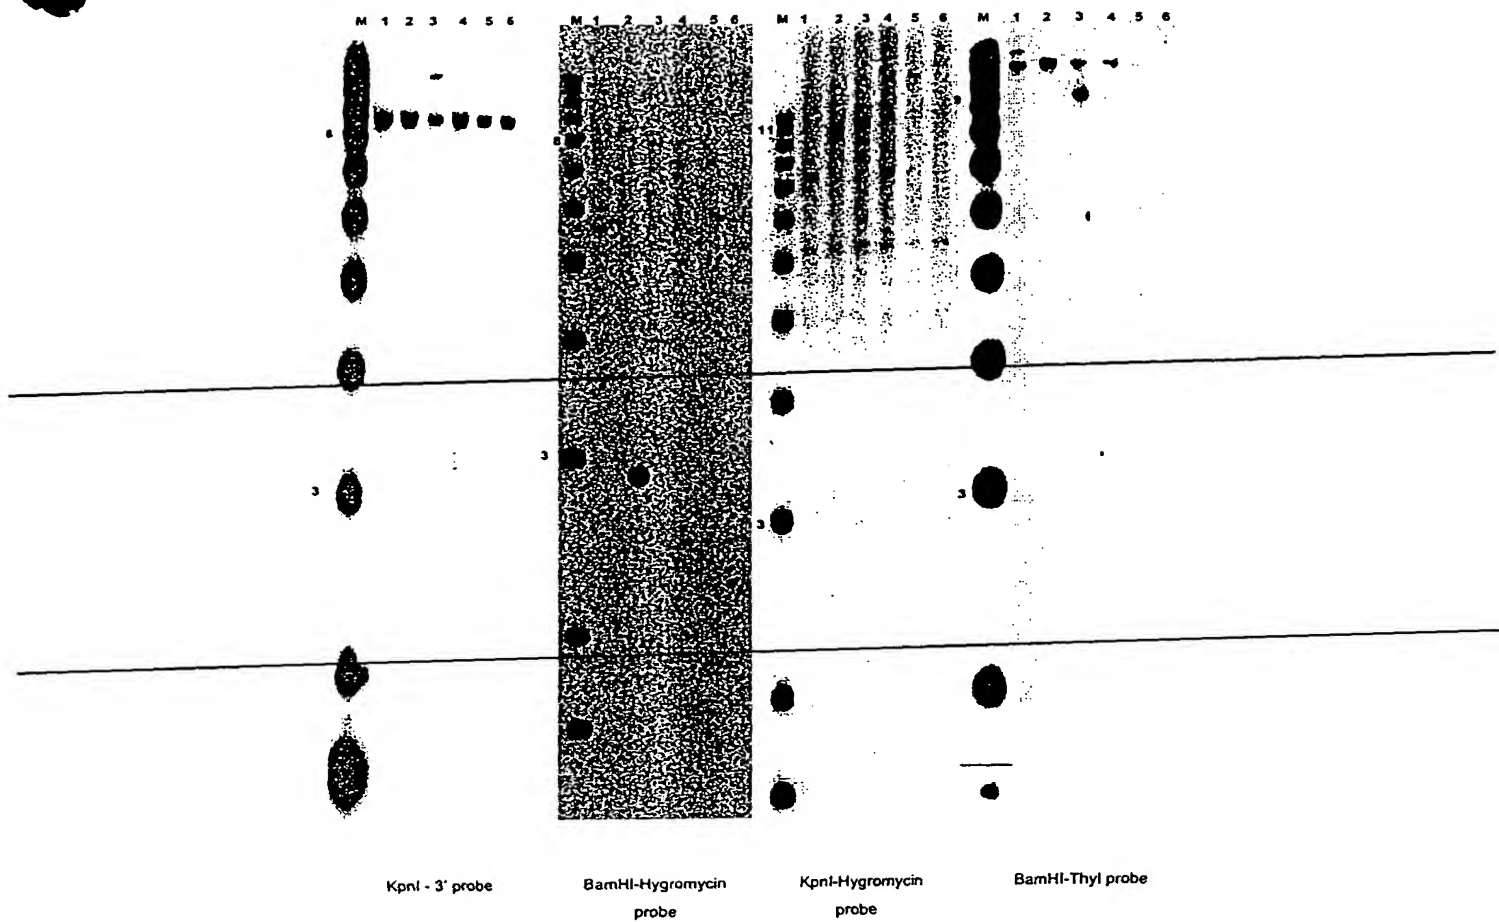 M 1 2 3 4 5 6
M 1 2 3 4 5 6
M 1 2 3 4 5 6
M 1 2 3 4 5 6
8
11
9
3
3
3
3
KpnI - 3' probe
BamHI-Hygromycin
probe
KpnI-Hygromycin
probe
BamHI-Thyl probe